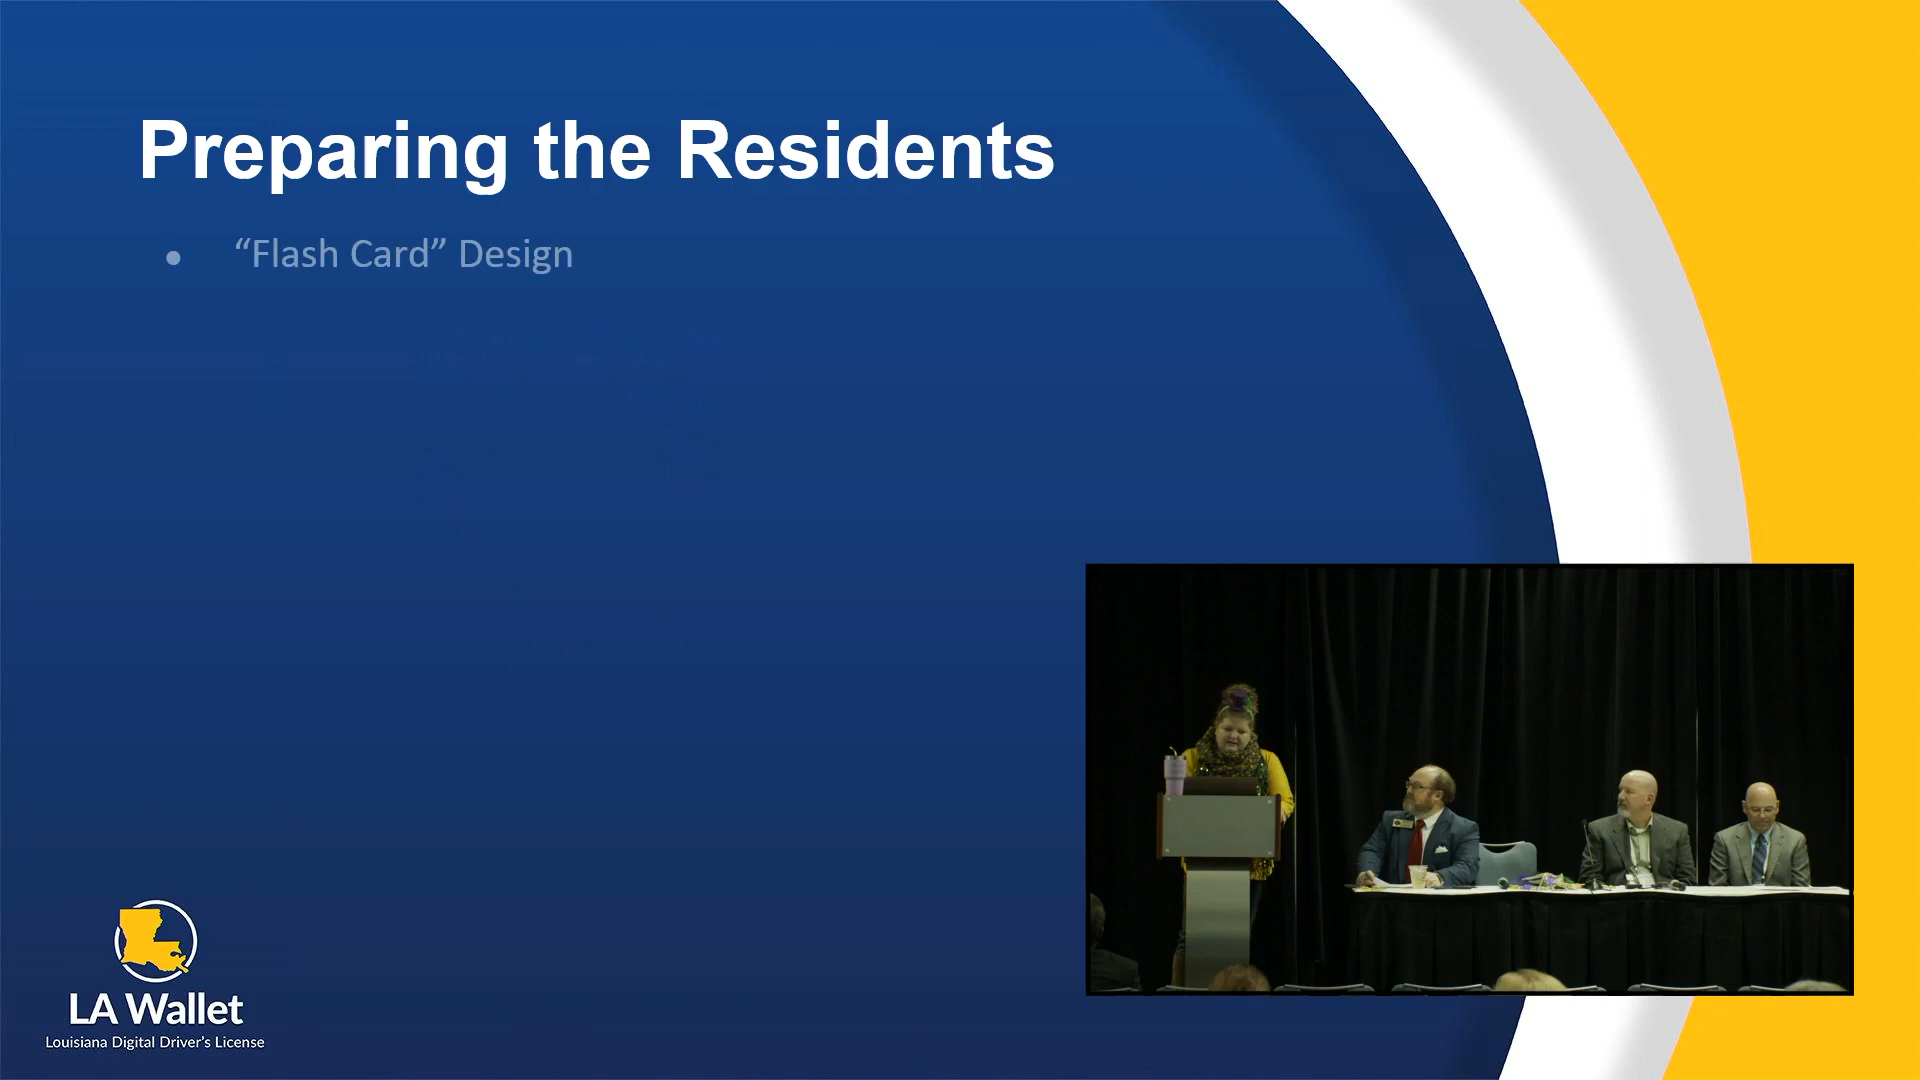 Preparing the Residents
• “Flash Card” Design
LA Wallet
Louisiana Digital Driver's License